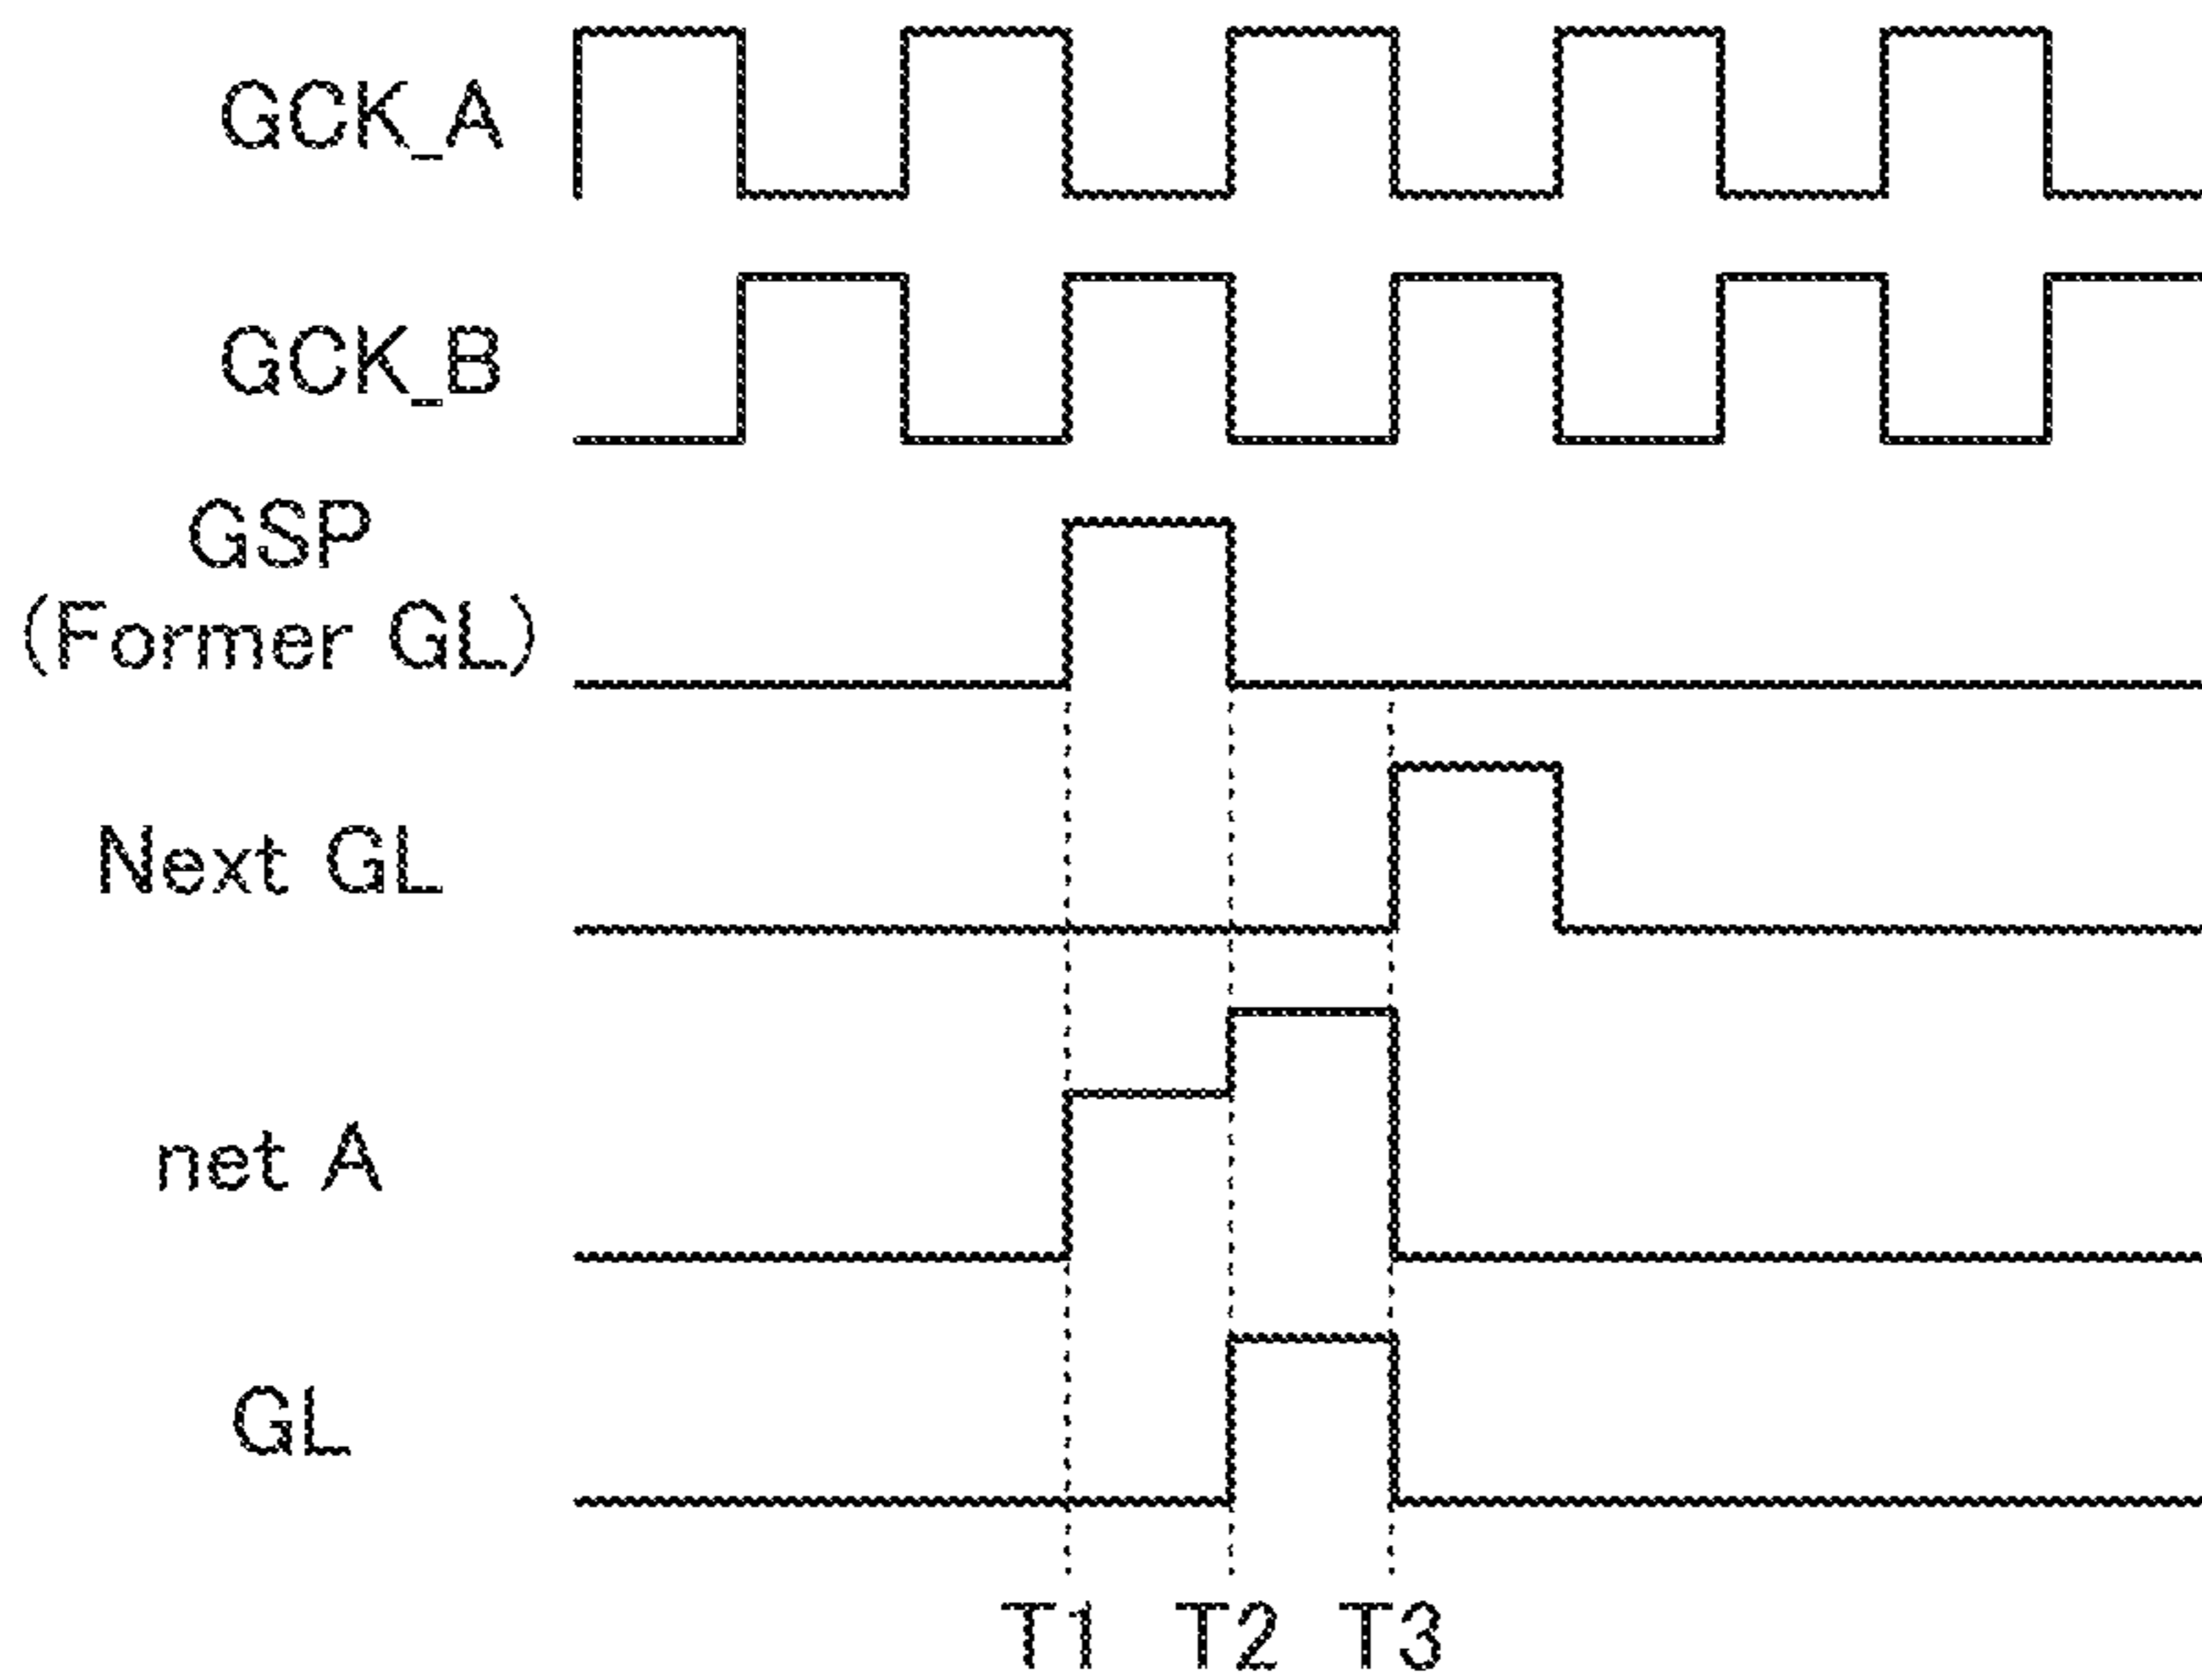 GCK_A
GCK_B
GSP
(Former GL)
Next GL
net A
GL
T1 T2 T3